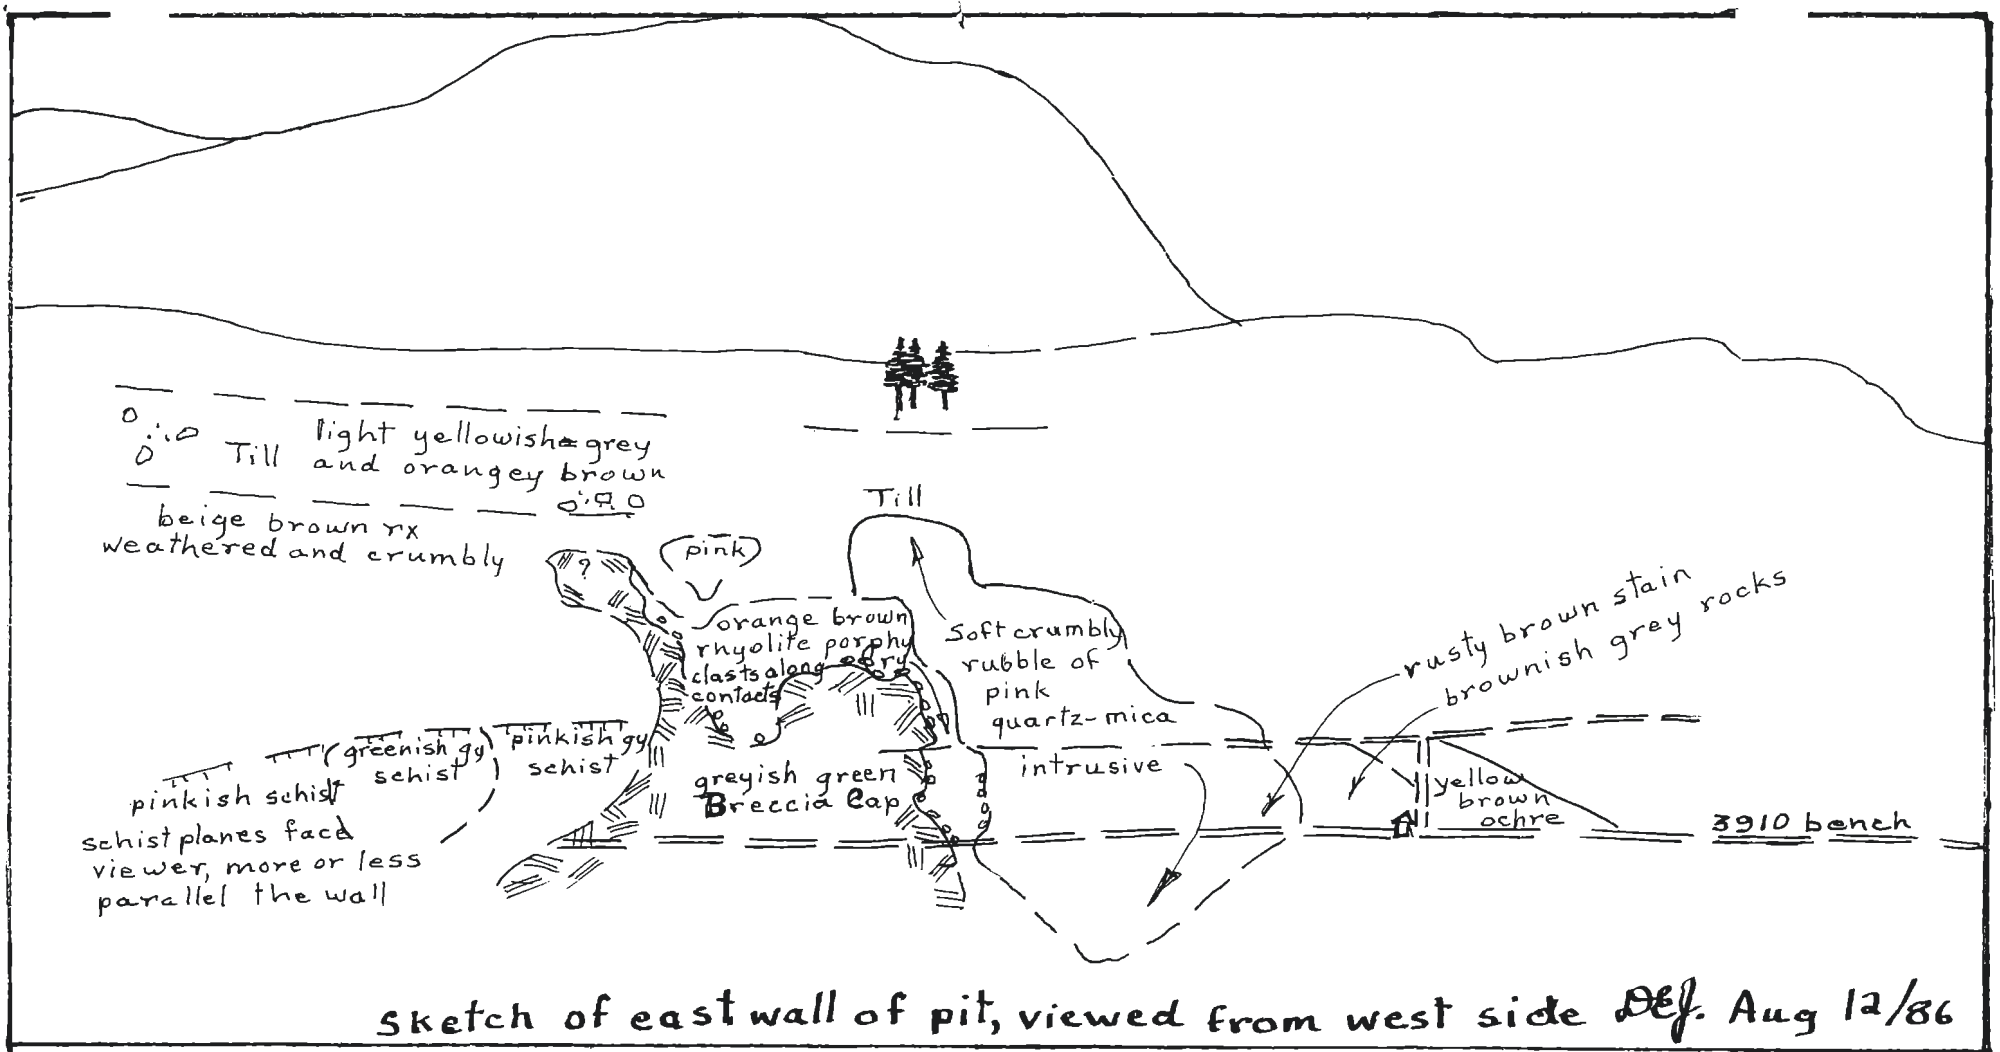 Till
light yellowish grey
and orangey brown
beige brown rx
weathered and crumbly
?
pink
Till
orange brown
rhyolite porphy
ry
clasts along
contacts
Soft crumbly
rubble of
pink
quartz-mica
intrusive
rusty brown stain
brownish grey rocks
greenish gy
schist
pinkish gy
schist
pinkish schist
schist planes face
viewer, more or less
parallel the wall
greyish green
Breccia Cap
yellow
brown
ochre
3910 bench
Sketch of east wall of pit, viewed from west side DEJ. Aug 12/86